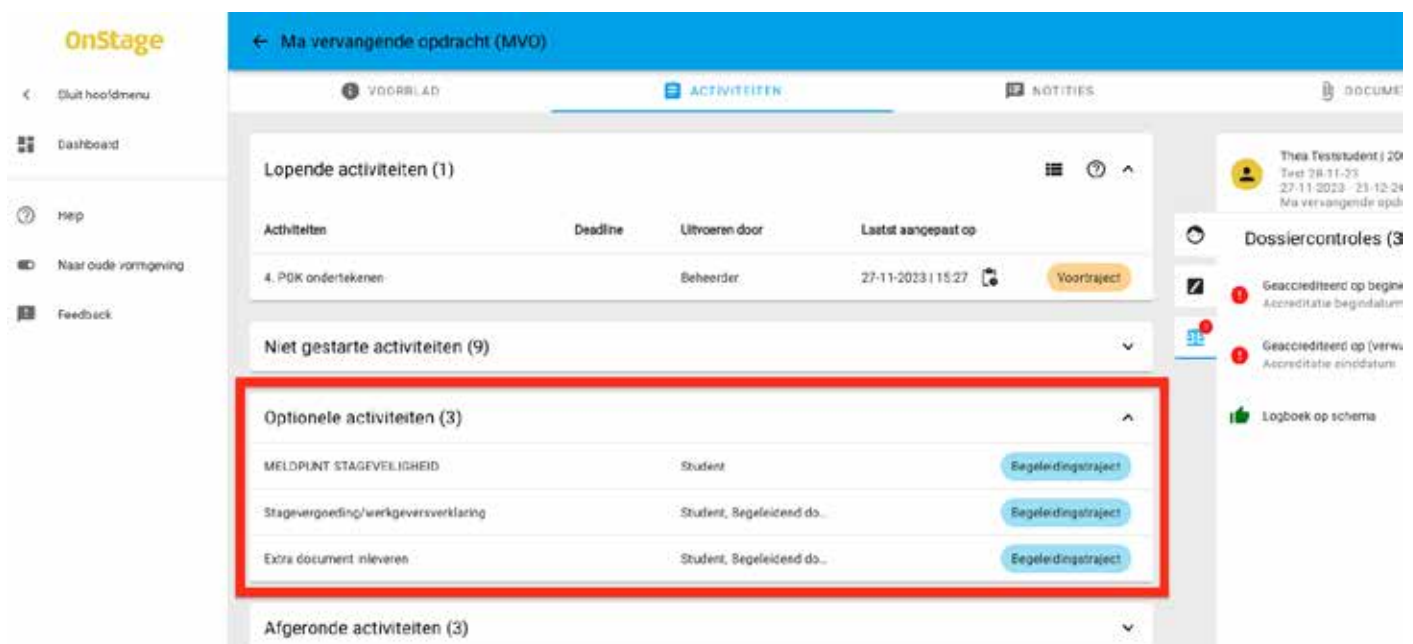 OnStage
← Ma vervangende opdracht (MVO)
Sluit hoofdmenu
Dashboard
Help
Naar oude vormgeving
Feedback
VOORBLAD
ACTIVITEITEN
NOTITIES
DOCUME
Lopende activiteiten (1)
Activiteiten Deadline Uitvoeren door Laatst aangepast op
4. POK ondertekenen Beheerder 27-11-2023 | 15:27 Voortraject
Niet gestarte activiteiten (9)
Optionele activiteiten (3)
MELDPUNT STAGEVEILIGHEID Student Begeleidingstraject
Stagevergoeding/werkgeversverklaring Student, Begeleidend do... Begeleidingstraject
Extra document inleveren Student, Begeleidend do... Begeleidingstraject
Afgeronde activiteiten (3)
Thea Teststudent | 20
Test 28-11-23
27-11-2023 - 21-12-2
Ma vervangende opd
Dossiercontroles (3
Geaccrediteerd op begin
Accreditatie begindatum
Geaccrediteerd op (verw
Accreditatie einddatum
Logboek op schema